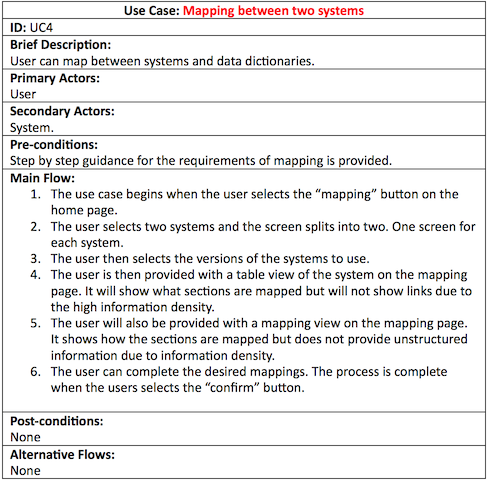 Use Case: Mapping between two systems
ID: UC4
Brief Description:
User can map between systems and data dictionaries.
Primary Actors:
User
Secondary Actors:
System.
Pre-conditions:
Step by step guidance for the requirements of mapping is provided.
Main Flow:
1. The use case begins when the user selects the “mapping” button on the
home page.
2. The user selects two systems and the screen splits into two. One screen for
each system.
3. The user then selects the versions of the systems to use.
4. The user is then provided with a table view of the system on the mapping
page. It will show what sections are mapped but will not show links due to
the high information density.
5. The user will also be provided with a mapping view on the mapping page.
It shows how the sections are mapped but does not provide unstructured
information due to information density.
6. The user can complete the desired mappings. The process is complete
when the users selects the “confirm” button.
Post-conditions:
None
Alternative Flows:
None